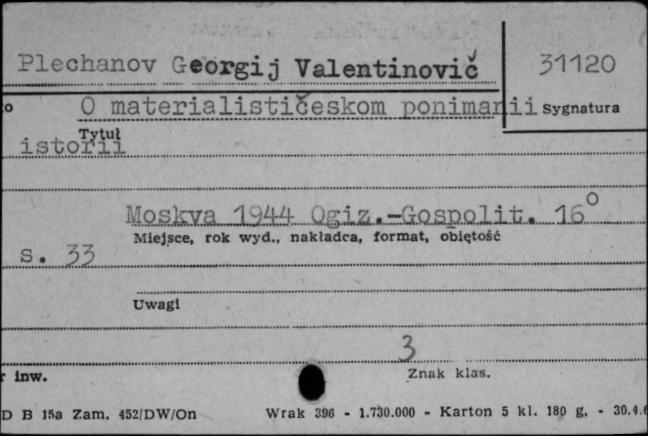 Plechanov Georgij Valentinovič 31120
O materialističeskom ponimanii Sygnatura
Tytuł
istorii
Moskva 1944 Ogiz.-Gospolit. 16°
Miejsce, rok wyd., nakładca, format, objętość
s. 33
Uwagi
3
inw. Znak klas.
D B 15a Zam. 452/DW/On Wrak 396 - 1.730.000 - Karton 5 kl. 180 g. - 30.4.6